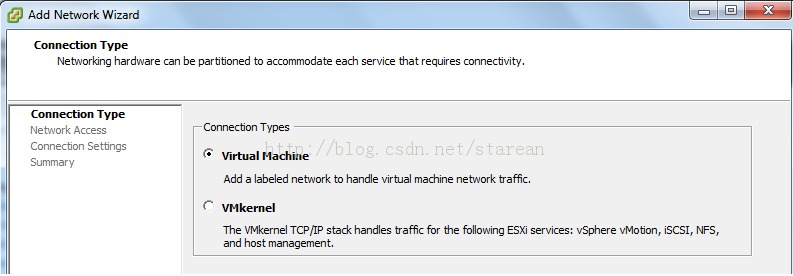 Add Network Wizard
Connection Type
Networking hardware can be partitioned to accommodate each service that requires connectivity.
Connection Type
Network Access
Connection Settings
Summary
Connection Types
http://blog.csdn.net/starean
Virtual Machine
Add a labeled network to handle virtual machine network traffic.
VMkernel
The VMkernel TCP/IP stack handles traffic for the following ESXi services: vSphere vMotion, iSCSI, NFS,
and host management.